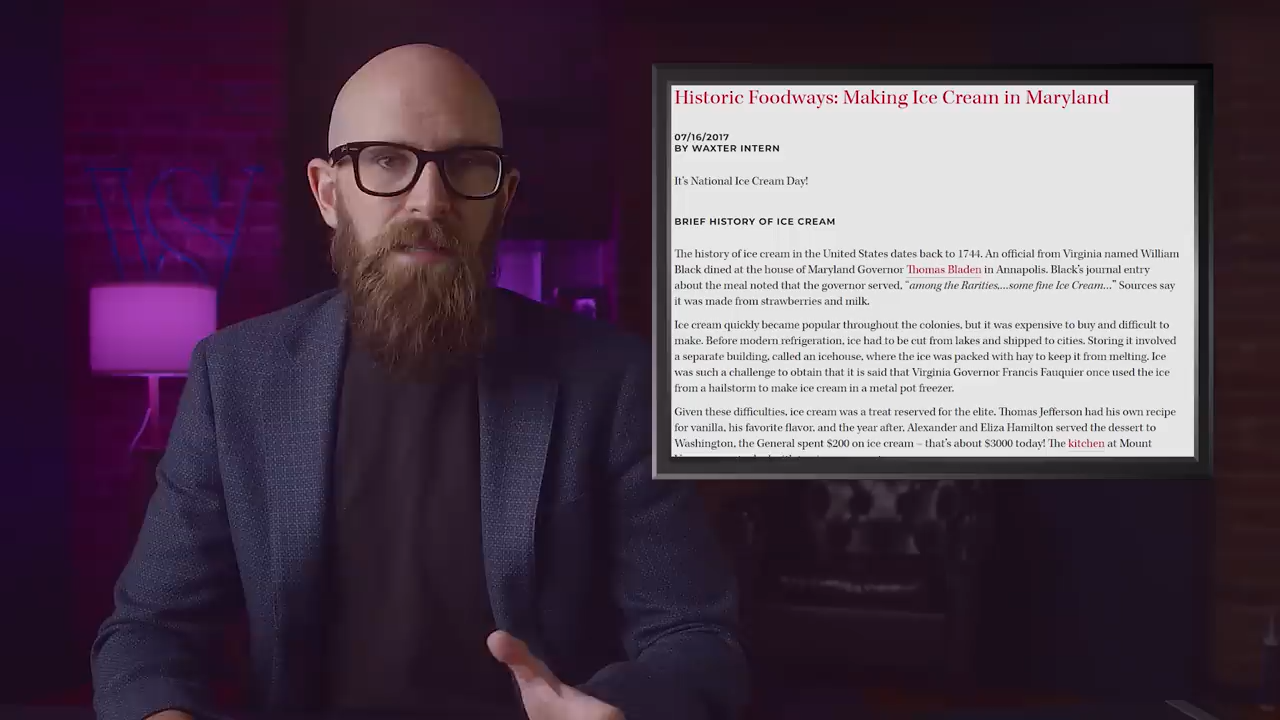 Historic Foodways: Making Ice Cream in Maryland
07/16/2017
BY WAXTER INTERN
It's National Ice Cream Day!
BRIEF HISTORY OF ICE CREAM
The history of ice cream in the United States dates back to 1744. An official from Virginia named William
Black dined at the house of Maryland Governor Thomas Bladen in Annapolis. Black's journal entry
about the meal noted that the governor served, "among the Rarities,...some fine Ice Cream..." Sources say
it was made from strawberries and milk.
Ice cream quickly became popular throughout the colonies, but it was expensive to buy and difficult to
make. Before modern refrigeration, ice had to be cut from lakes and shipped to cities. Storing it involved
a separate building, called an icehouse, where the ice was packed with hay to keep it from melting. Ice
was such a challenge to obtain that it is said that Virginia Governor Francis Fauquier once used the ice
from a hailstorm to make ice cream in a metal pot freezer.
Given these difficulties, ice cream was a treat reserved for the elite. Thomas Jefferson had his own recipe
for vanilla, his favorite flavor, and the year after, Alexander and Eliza Hamilton served the dessert to
Washington, the General spent $200 on ice cream – that's about $3000 today! The kitchen at Mount